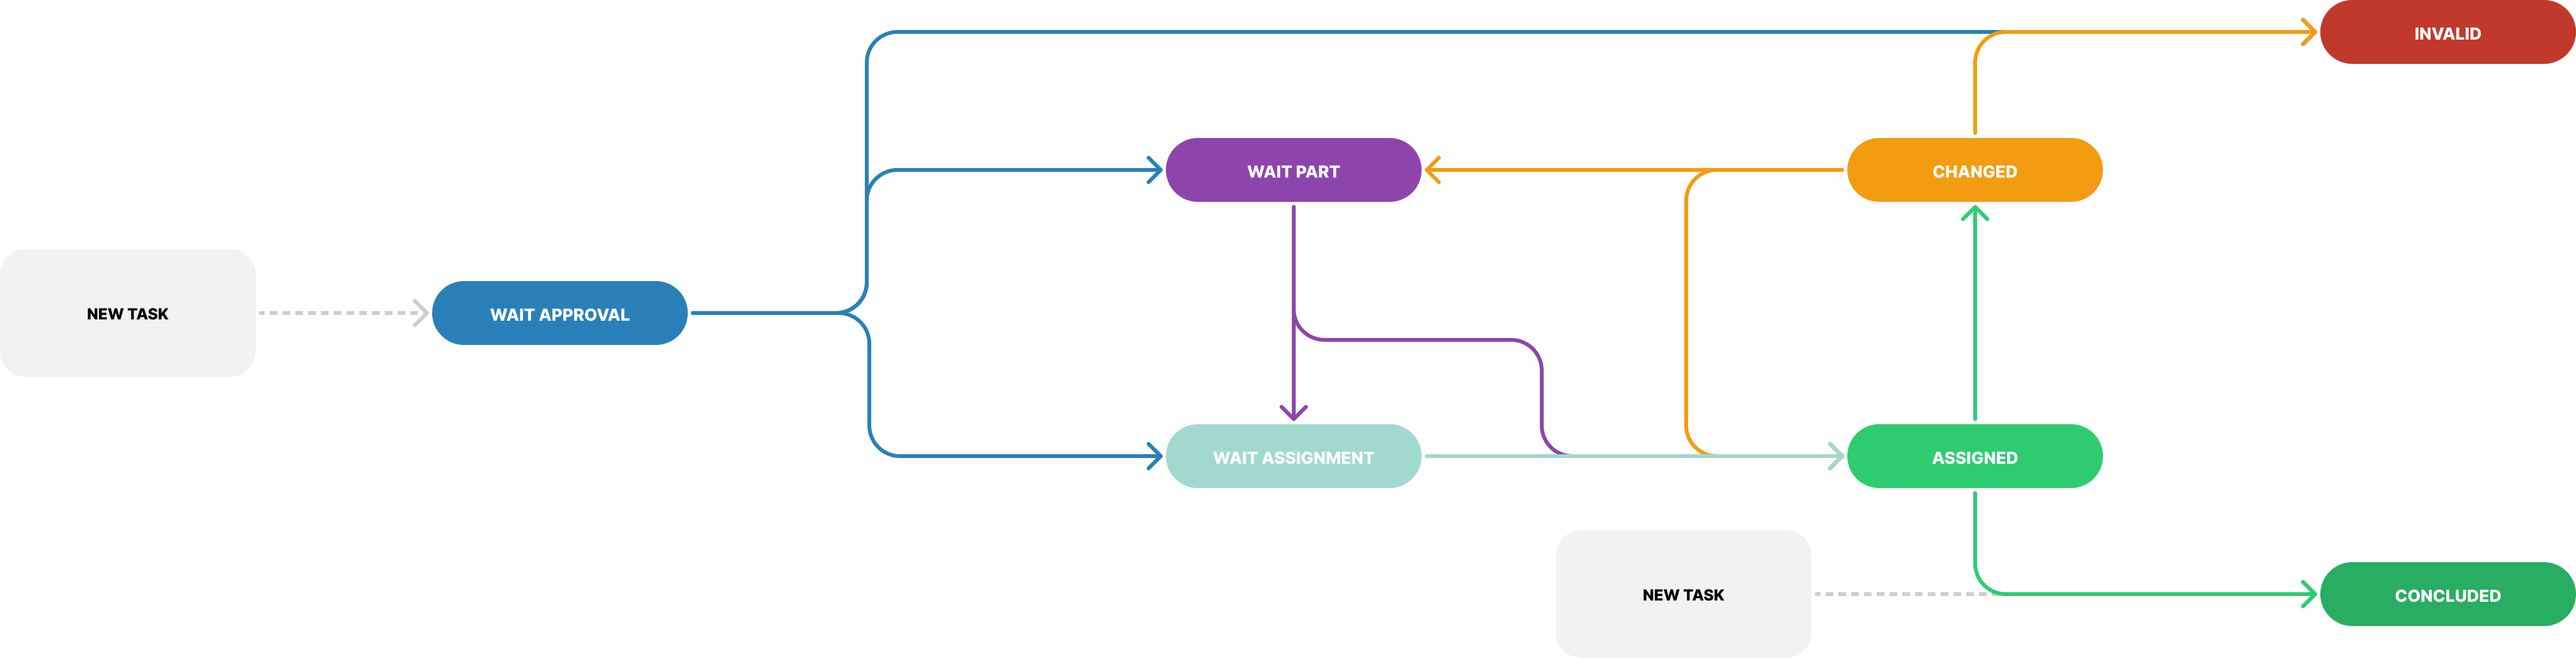 INVALID
WAIT PART
CHANGED
NEW TASK
WAIT APPROVAL
WAIT ASSIGNMENT
ASSIGNED
NEW TASK
CONCLUDED